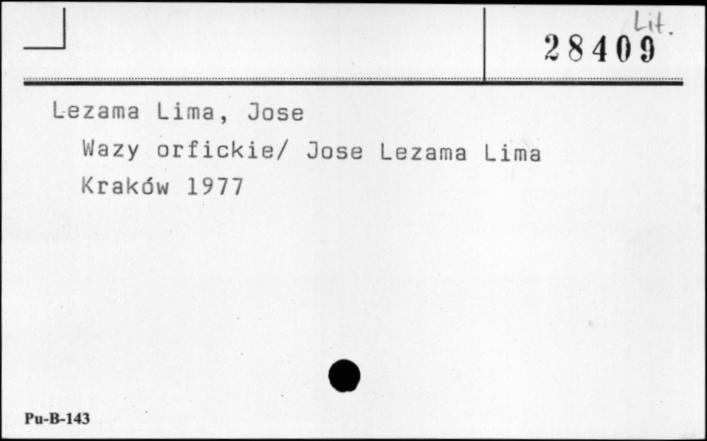 Lit.
28409
Lezama Lima, Jose
Wazy orfickie/ Jose Lezama Lima
Kraków 1977
Pu-B-143